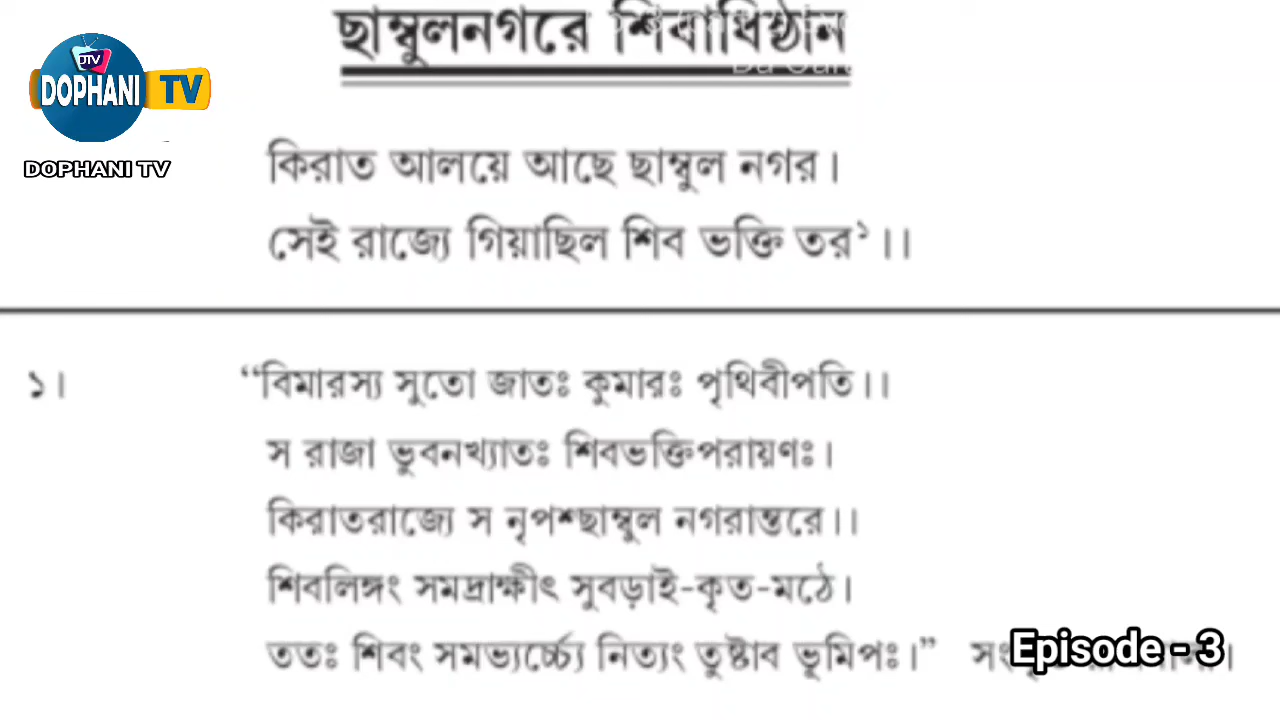 ছাম্বুলনগরে শিবাধিষ্ঠান
DTV
DOPHANI TV
DOPHANI TV
কিরাত আলয়ে আছে ছাম্বুল নগর।
সেই রাজ্যে গিয়াছিল শিব ভক্তি তর১।।
১। “বিমারস্য সুতো জাতঃ কুমারঃ পৃথিবীপতি।।
স রাজা ভুবনখ্যাতঃ শিবভক্তিপরায়ণঃ।
কিরাতরাজ্যে স নৃপশ্ছাম্বুল নগরান্তরে।।
শিবলিঙ্গং সমদ্রাক্ষীৎ সুবড়াই-কৃত-মঠে।
ততঃ শিবং সমভ্যর্চ্চ্যে নিত্যং তুষ্টাব ভূমিপঃ।”
Episode - 3